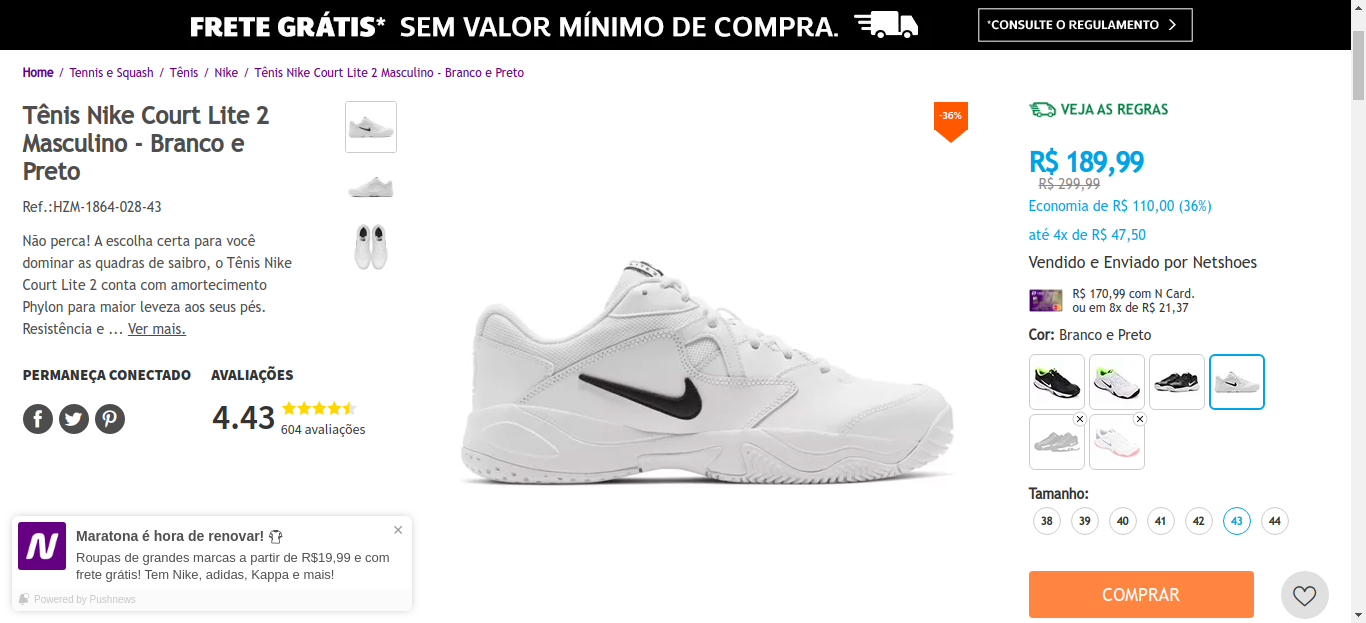 FRETE GRÁTIS* SEM VALOR MÍNIMO DE COMPRA.
*CONSULTE O REGULAMENTO
Home / Tennis e Squash / Tênis / Nike / Tênis Nike Court Lite 2 Masculino - Branco e Preto
Tênis Nike Court Lite 2
Masculino - Branco e
Preto
Ref.:HZM-1864-028-43
Não perca! A escolha certa para você
dominar as quadras de saibro, o Tênis Nike
Court Lite 2 conta com amortecimento
Phylon para maior leveza aos seus pés.
Resistência e ... Ver mais.
PERMANEÇA CONECTADO
AVALIAÇÕES
4.43
604 avaliações
-36%
VEJA AS REGRAS
R$ 189,99
R$ 299,99
Economia de R$ 110,00 (36%)
até 4x de R$ 47,50
Vendido e Enviado por Netshoes
R$ 170,99 com N Card.
ou em 8x de R$ 21,37
Cor: Branco e Preto
Tamanho:
38 39 40 41 42 43 44
COMPRAR
Maratona é hora de renovar!
Roupas de grandes marcas a partir de R$19,99 e com
frete grátis! Tem Nike, adidas, Kappa e mais!
Powered by Pushnews